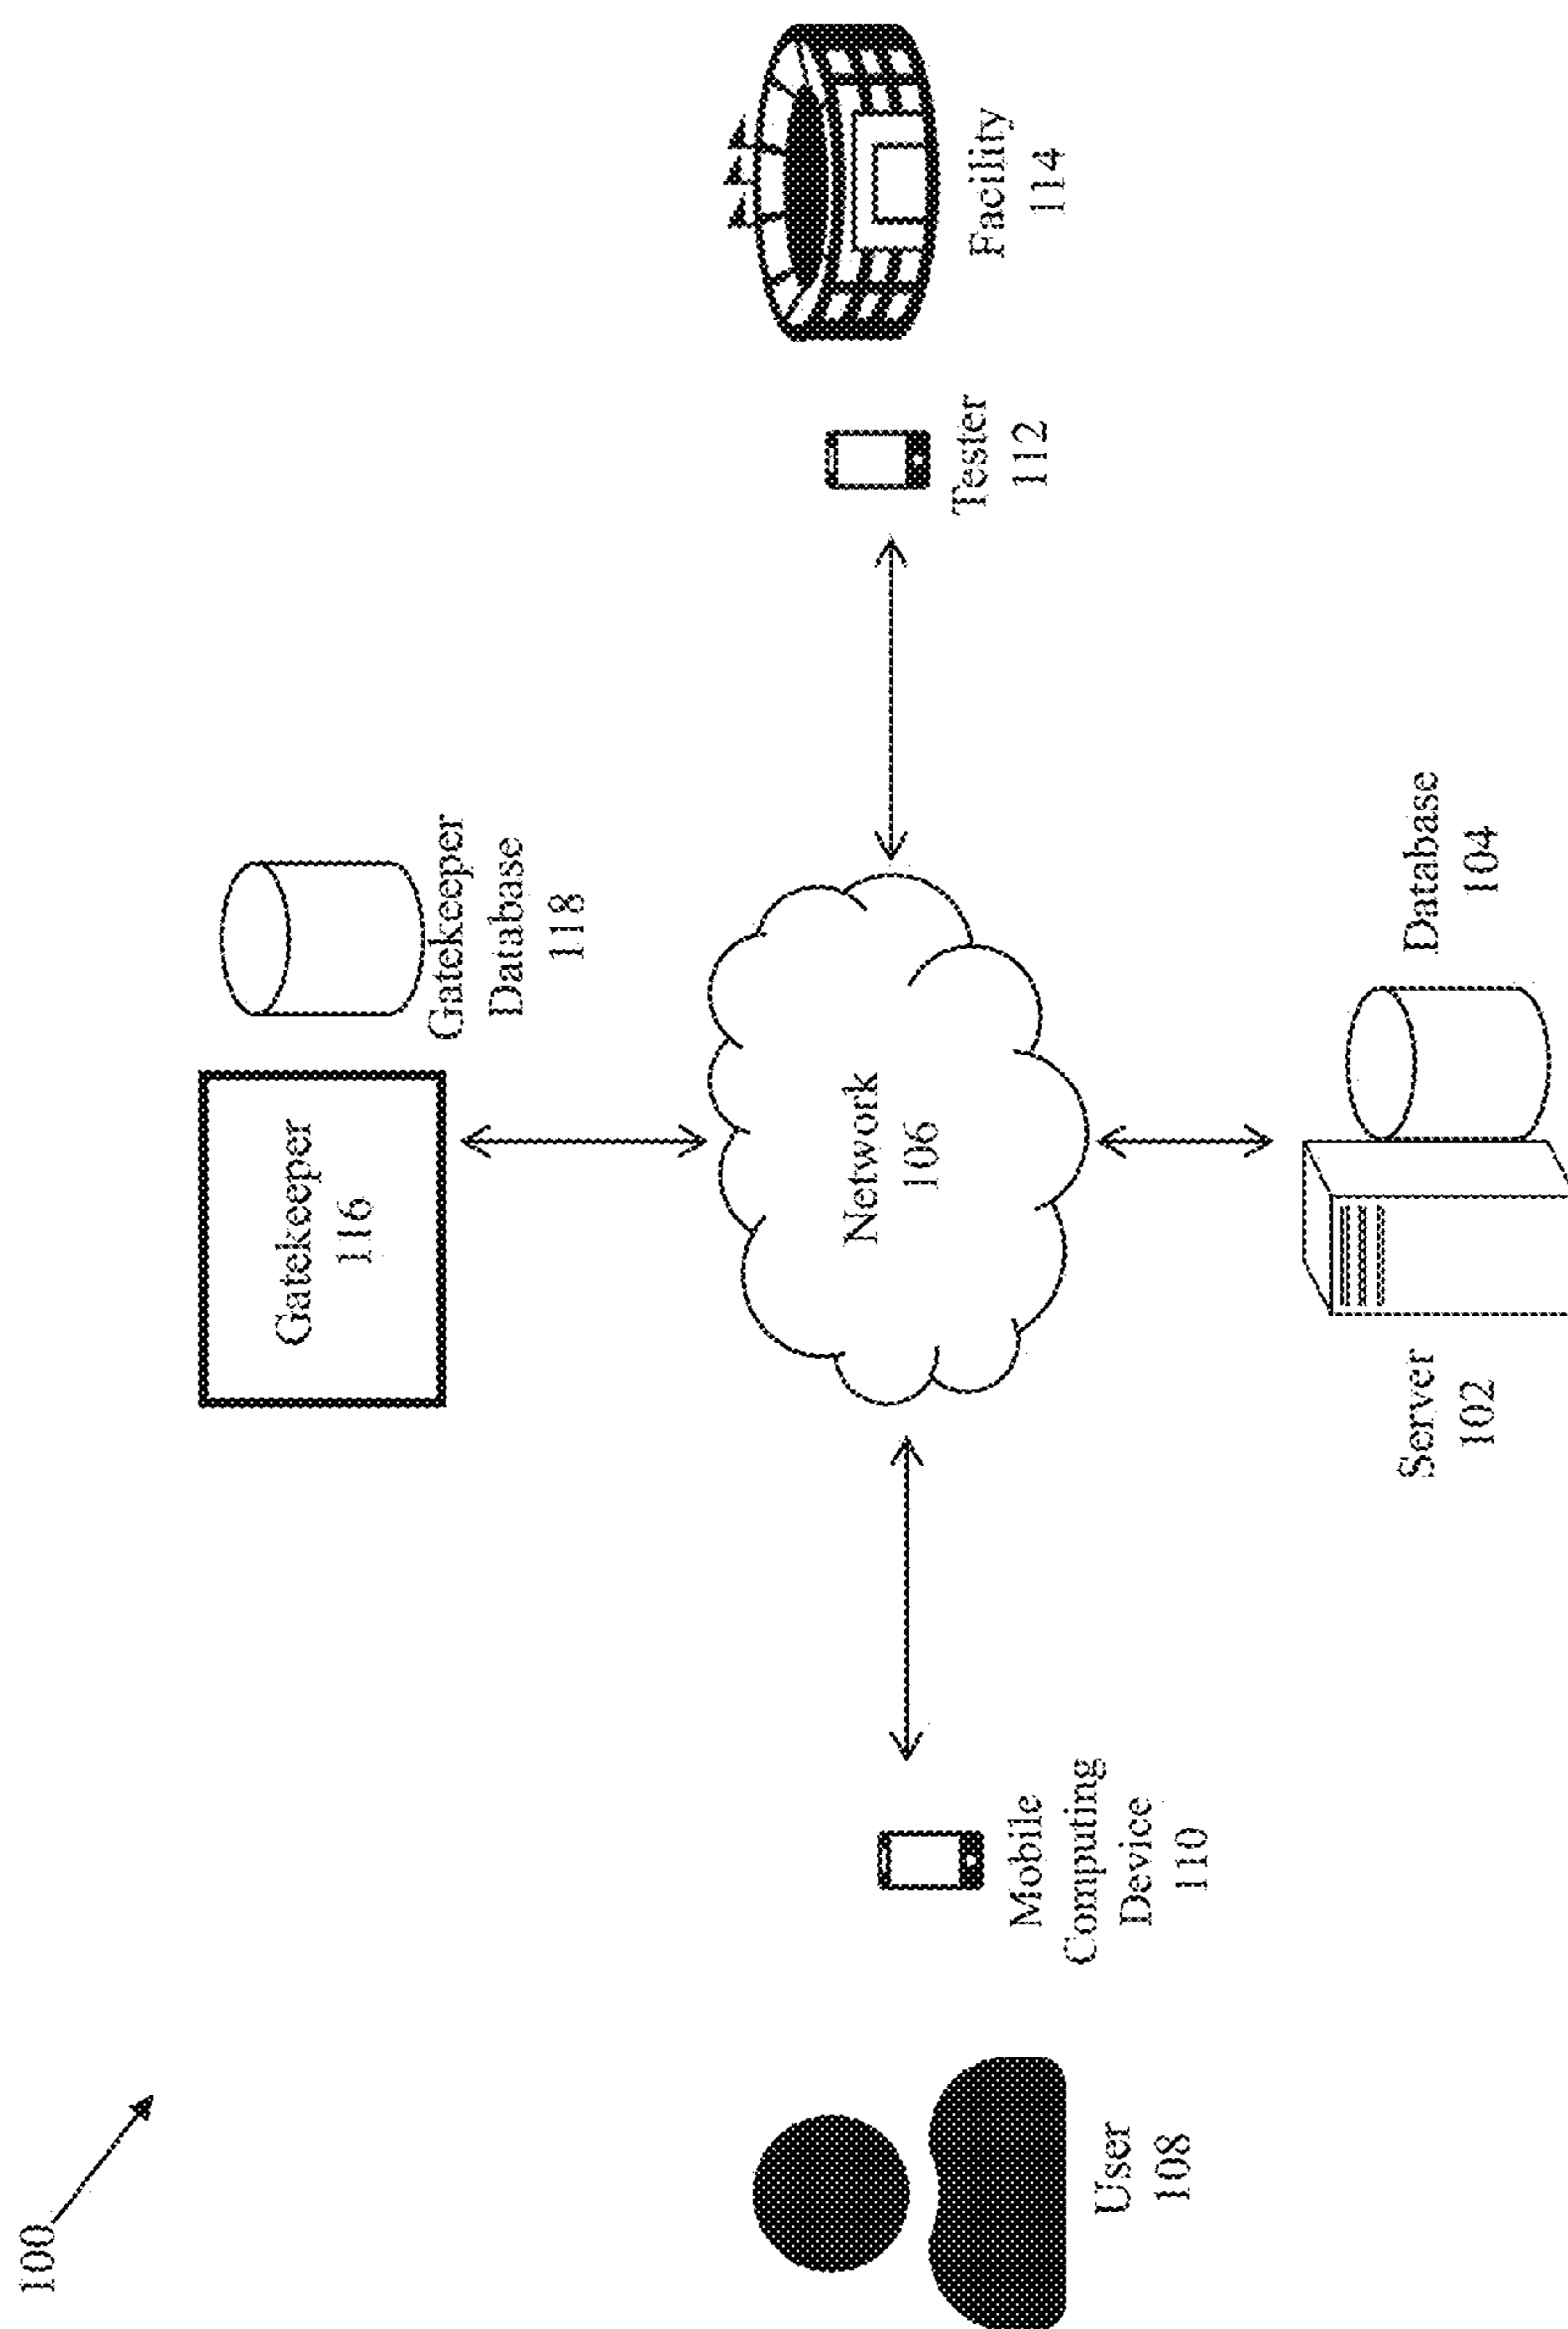 100
Gatekeeper
116
Gatekeeper
Database
118
User
108
Mobile
Computing
Device
110
Network
106
Tester
112
Facility
114
Server
102
Database
104